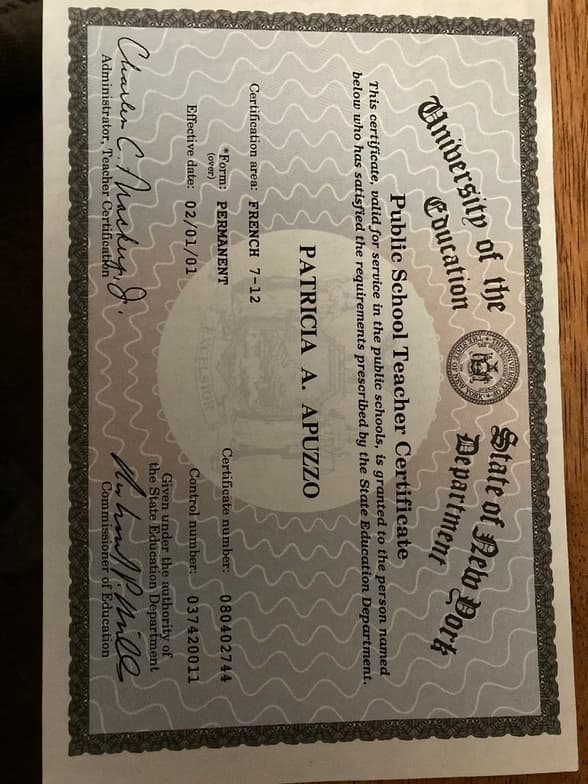 University of the State of New York
Education Department
Public School Teacher Certificate
This certificate, valid for service in the public schools, is granted to the person named
below who has satisfied the requirements prescribed by the State Education Department.
PATRICIA A. APUZZO
Certification area: FRENCH 7-12
Certificate number: 080402744
*Form: PERMANENT
(over)
Control number: 037420011
Effective date: 02/01/01
Given under the authority of
the State Education Department
Charles C.
Administrator, Teacher Certification
Richard P. Mills
Commissioner of Education
EXCELSIOR